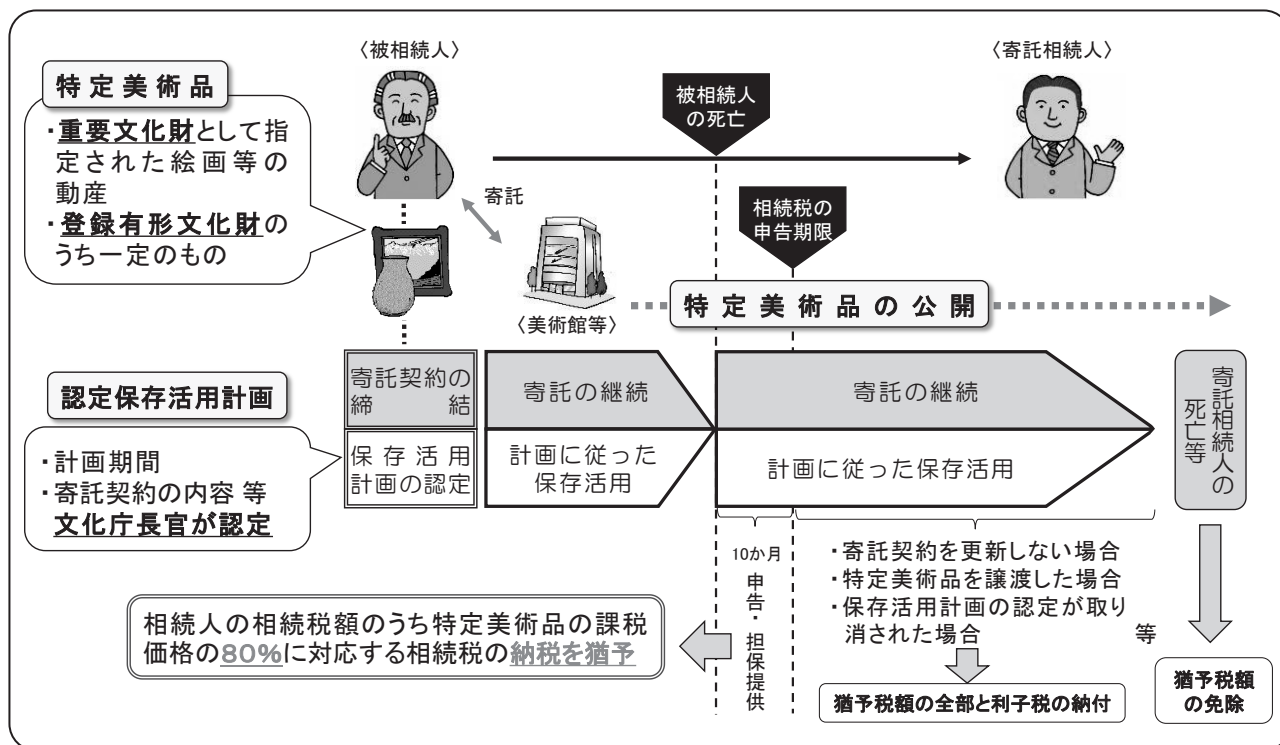 〈被相続人〉
〈寄託相続人〉
特定美術品
・重要文化財として指
定された絵画等の
動産
・登録有形文化財の
うち一定のもの
被相続人
の死亡
寄託
相続税の
申告期限
〈美術館等〉
特定美術品の公開
認定保存活用計画
・計画期間
・寄託契約の内容 等
文化庁長官が認定
寄託契約の
締結
寄託の継続
寄託の継続
保存活用
計画の認定
計画に従った
保存活用
計画に従った保存活用
寄託相続人の
死亡等
10か月
申告・担保提供
・寄託契約を更新しない場合
・特定美術品を譲渡した場合
・保存活用計画の認定が取り
消された場合 等
相続人の相続税額のうち特定美術品の課税
価格の80%に対応する相続税の納税を猶予
猶予税額の全部と利子税の納付
猶予税額
の免除